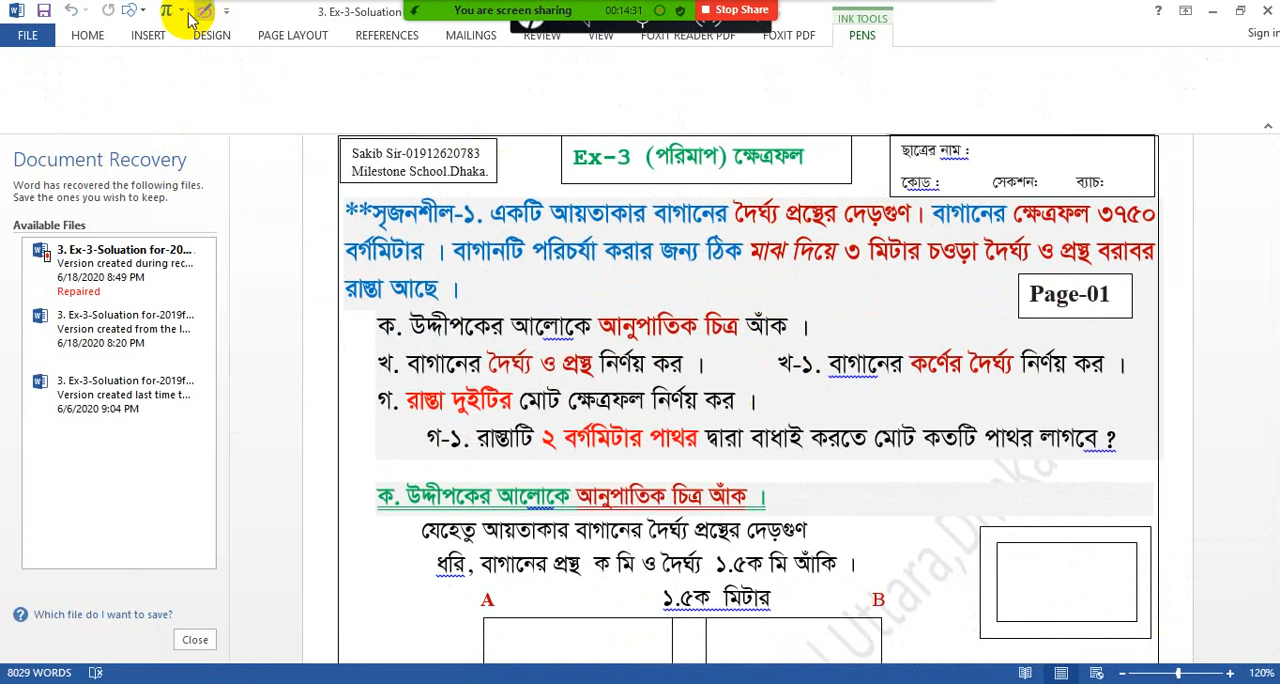 3. Ex-3-Soluation
You are screen sharing
00:14:31
Stop Share
INK TOOLS
Sign in
FILE
HOME
INSERT
DESIGN
PAGE LAYOUT
REFERENCES
MAILINGS
REVIEW
VIEW
FOXIT READER PDF
FOXIT PDF
PENS
Document Recovery
Word has recovered the following files.
Save the ones you wish to keep.
Available Files
3. Ex-3-Soluation for-20...
Version created during rec...
6/18/2020 8:49 PM
Repaired
3. Ex-3-Soluation for-2019f...
Version created from the l...
6/18/2020 8:20 PM
3. Ex-3-Soluation for-2019f...
Version created last time t...
6/6/2020 9:04 PM
Which file do I want to save?
Close
Sakib Sir-01912620783
Milestone School.Dhaka.
Ex-3 (পরিমাপ) ক্ষেত্রফল
ছাত্রের নাম :
কোড : সেকশন: ব্যাচ:
**সৃজনশীল-১. একটি আয়তাকার বাগানের দৈর্ঘ্য প্রস্থের দেড়গুণ। বাগানের ক্ষেত্রফল ৩৭৫০
বর্গমিটার । বাগানটি পরিচর্যা করার জন্য ঠিক মাঝ দিয়ে ৩ মিটার চওড়া দৈর্ঘ্য ও প্রস্থ বরাবর
রাস্তা আছে ।
Page-01
ক. উদ্দীপকের আলোকে আনুপাতিক চিত্র আঁক ।
খ. বাগানের দৈর্ঘ্য ও প্রস্থ নির্ণয় কর । খ-১. বাগানের কর্ণের দৈর্ঘ্য নির্ণয় কর ।
গ. রাস্তা দুইটির মোট ক্ষেত্রফল নির্ণয় কর ।
গ-১. রাস্তাটি ২ বর্গমিটার পাথর দ্বারা বাধাই করতে মোট কতটি পাথর লাগবে ?
ক. উদ্দীপকের আলোকে আনুপাতিক চিত্র আঁক ।
যেহেতু আয়তাকার বাগানের দৈর্ঘ্য প্রস্থের দেড়গুণ
ধরি, বাগানের প্রস্থ ক মি ও দৈর্ঘ্য ১.৫ক মি আঁকি ।
A ১.৫ক মিটার B
Uttara,Dhaka
8029 WORDS
120%